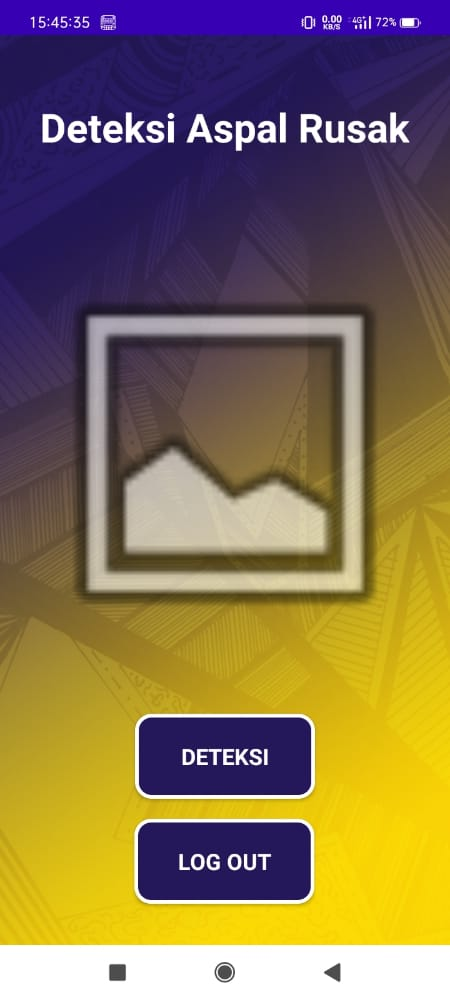 15:45:35 0.00 KB/S 4G 72%
Deteksi Aspal Rusak
DETEKSI
LOG OUT